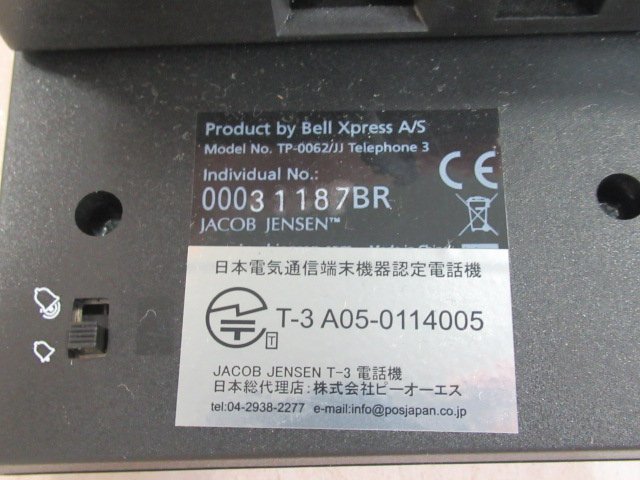 Product by Bell Xpress A/S
Model No. TP-0062/JJ Telephone 3
Individual No.:
00031187BR
JACOB JENSEN™
CE
日本電気通信端末機器認定電話機
T
T-3 A05-0114005
JACOB JENSEN T-3 電話機
日本総代理店：株式会社ピーオーエス
tel:04-2938-2277 e-mail:info@posjapan.co.jp